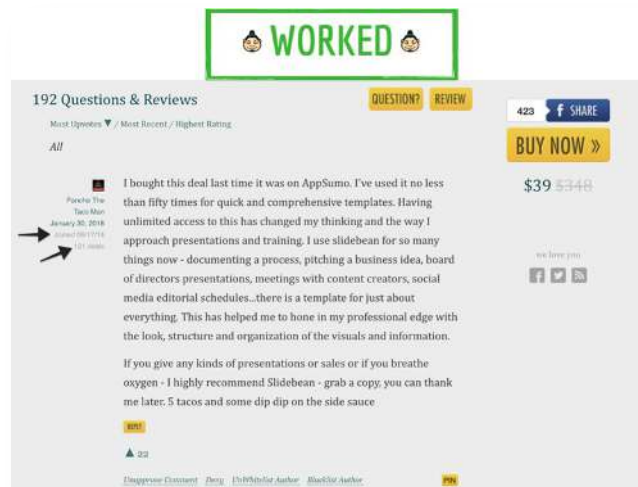 WORKED
192 Questions & Reviews
QUESTION?
REVIEW
Most Upvotes ▼ / Most Recent / Highest Rating
All
423
f SHARE
BUY NOW »
$39 $348
we love you
Pancho The
Taco Man
January 30, 2016
Joined
101 deals
I bought this deal last time it was on AppSumo. I've used it no less
than fifty times for quick and comprehensive templates. Having
unlimited access to this has changed my thinking and the way I
approach presentations and training. I use slidebean for so many
things now - documenting a process, pitching a business idea, board
of directors presentations, meetings with content creators, social
media editorial schedules...there is a template for just about
everything. This has helped me to hone in my professional edge with
the look, structure and organization of the visuals and information.
If you give any kinds of presentations or sales or if you breathe
oxygen - I highly recommend Slidebean - grab a copy, you can thank
me later. 5 tacos and some dip dip on the side sauce
REPLY
▲ 22
Unapprove Comment Deny UnWhitelist Author Blacklist Author
PIN